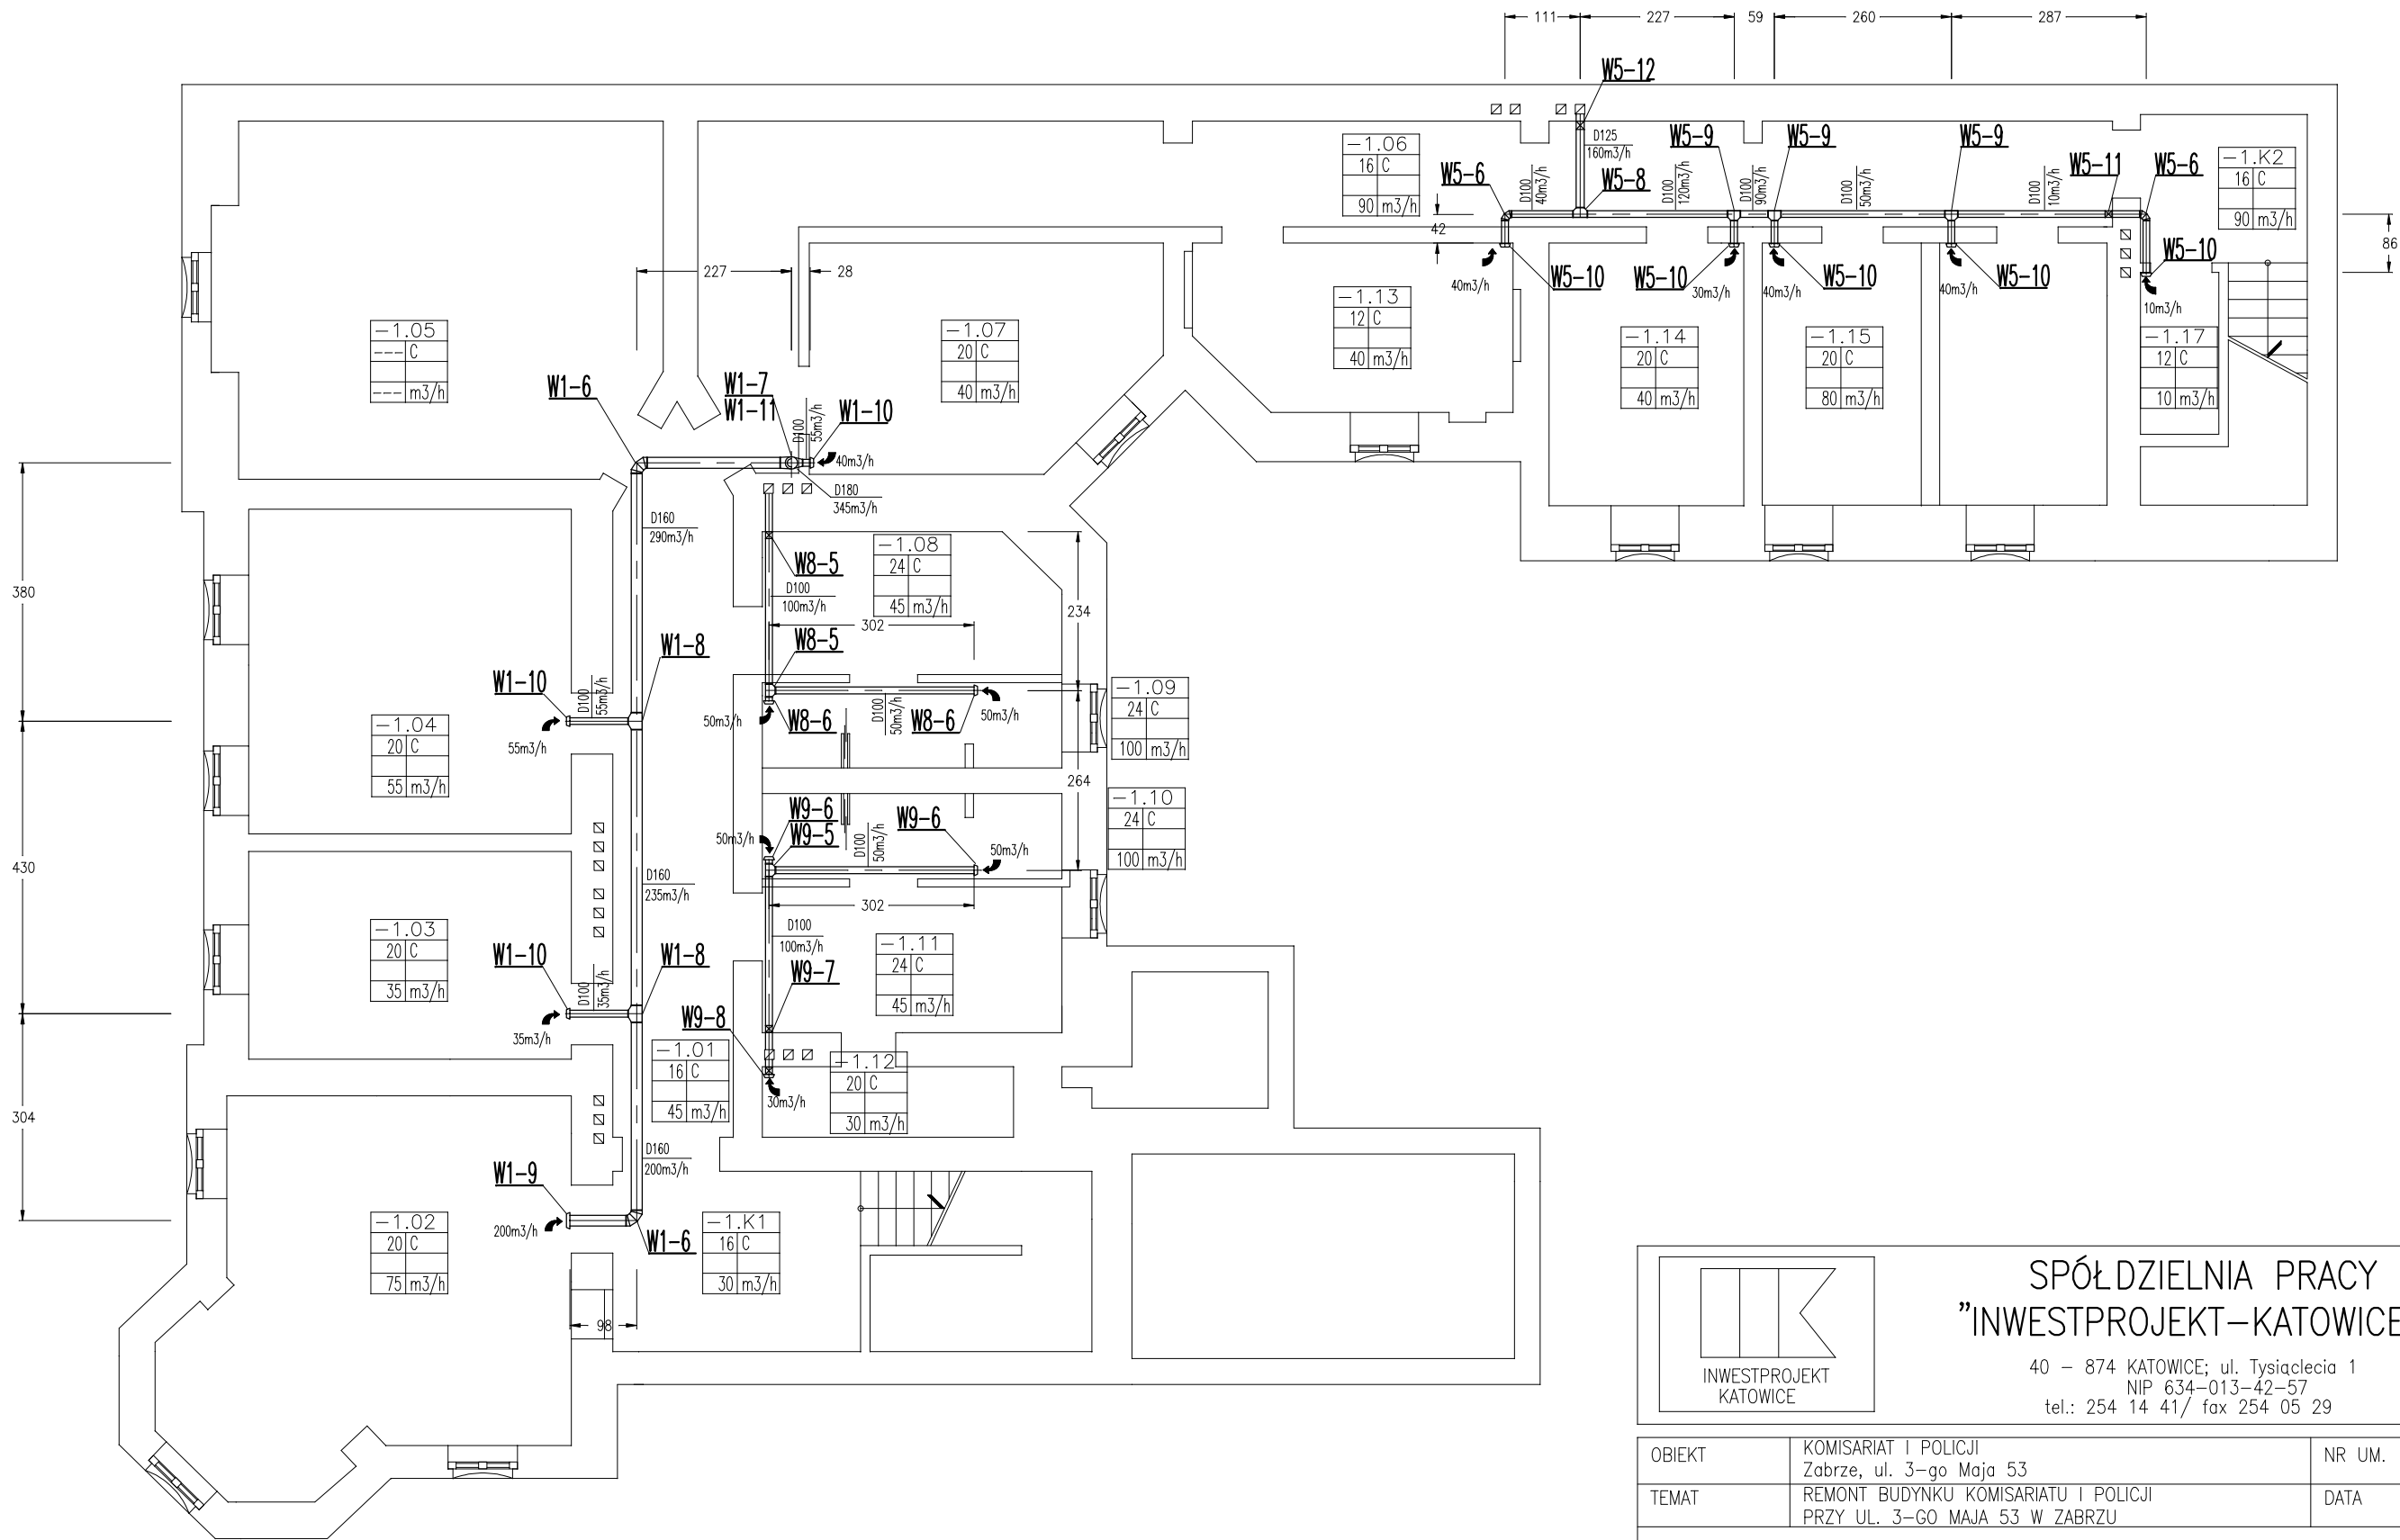 111 227 59 260 287
W5-12
D125
160m3/h
-1.06
16 C
90 m3/h
W5-6
D100
40m3/h
W5-8
D100
120m3/h
W5-9
D100
90m3/h
W5-9
D100
50m3/h
W5-9
D100
10m3/h
W5-11
W5-6
-1.K2
16 C
90 m3/h
42
86
40m3/h
W5-10
W5-10
30m3/h
40m3/h
W5-10
40m3/h
W5-10
W5-10
10m3/h
227 28
-1.05
--- C
--- m3/h
-1.07
20 C
40 m3/h
-1.13
12 C
40 m3/h
-1.14
20 C
40 m3/h
-1.15
20 C
80 m3/h
-1.17
12 C
10 m3/h
W1-6
W1-7
W1-11
D100
55m3/h
W1-10
40m3/h
D180
345m3/h
D160
290m3/h
380
W8-5
-1.08
24 C
45 m3/h
D100
100m3/h
302
234
W8-5
W1-8
W1-10
D100
55m3/h
55m3/h
-1.04
20 C
55 m3/h
50m3/h
W8-6
D100
50m3/h
W8-6
50m3/h
-1.09
24 C
100 m3/h
264
-1.10
24 C
100 m3/h
W9-6
W9-5
50m3/h
D100
50m3/h
W9-6
50m3/h
430
D160
235m3/h
302
-1.03
20 C
35 m3/h
D100
100m3/h
-1.11
24 C
45 m3/h
W1-10
D100
35m3/h
35m3/h
W1-8
W9-7
W9-8
-1.01
16 C
45 m3/h
-1.12
20 C
30 m3/h
30m3/h
304
D160
200m3/h
W1-9
200m3/h
W1-6
-1.02
20 C
75 m3/h
-1.K1
16 C
30 m3/h
98
INWESTPROJEKT
KATOWICE
SPÓŁDZIELNIA PRACY
"INWESTPROJEKT-KATOWICE
40 - 874 KATOWICE; ul. Tysiąclecia 1
NIP 634-013-42-57
tel.: 254 14 41/ fax 254 05 29
OBIEKT
KOMISARIAT I POLICJI
Zabrze, ul. 3-go Maja 53
NR UM.
TEMAT
REMONT BUDYNKU KOMISARIATU I POLICJI
PRZY UL. 3-GO MAJA 53 W ZABRZU
DATA